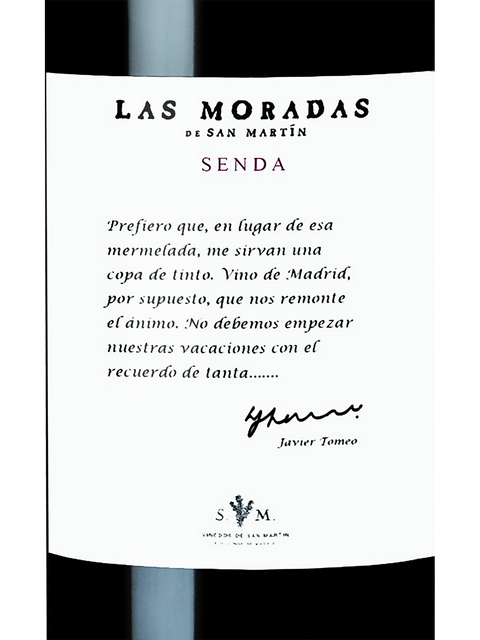 LAS MORADAS
DE SAN MARTÍN
SENDA
Prefiero que, en lugar de esa
mermelada, me sirvan una
copa de tinto. Vino de Madrid,
por supuesto, que nos remonte
el ánimo. No debemos empezar
nuestras vacaciones con el
recuerdo de tanta.......
Javier Tomeo
S. M.
VIÑEDOS DE SAN MARTÍN